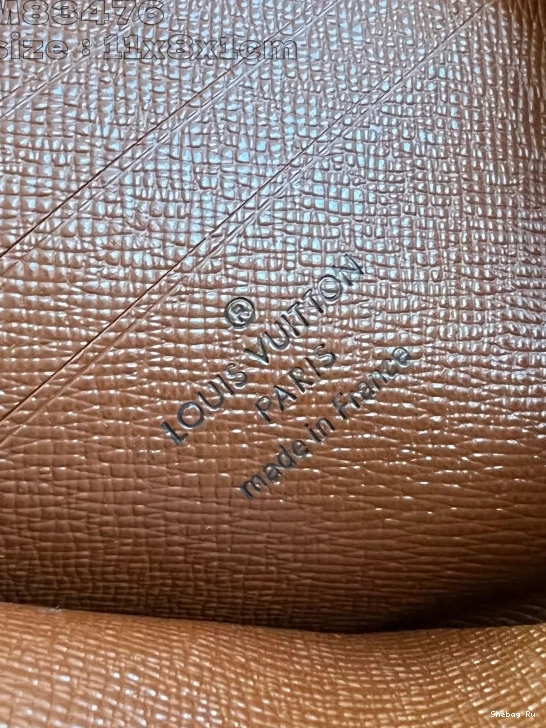 M83476
size : 11x8x1cm
®
LOUIS VUITTON
PARIS
made in France
Shebag.Ru